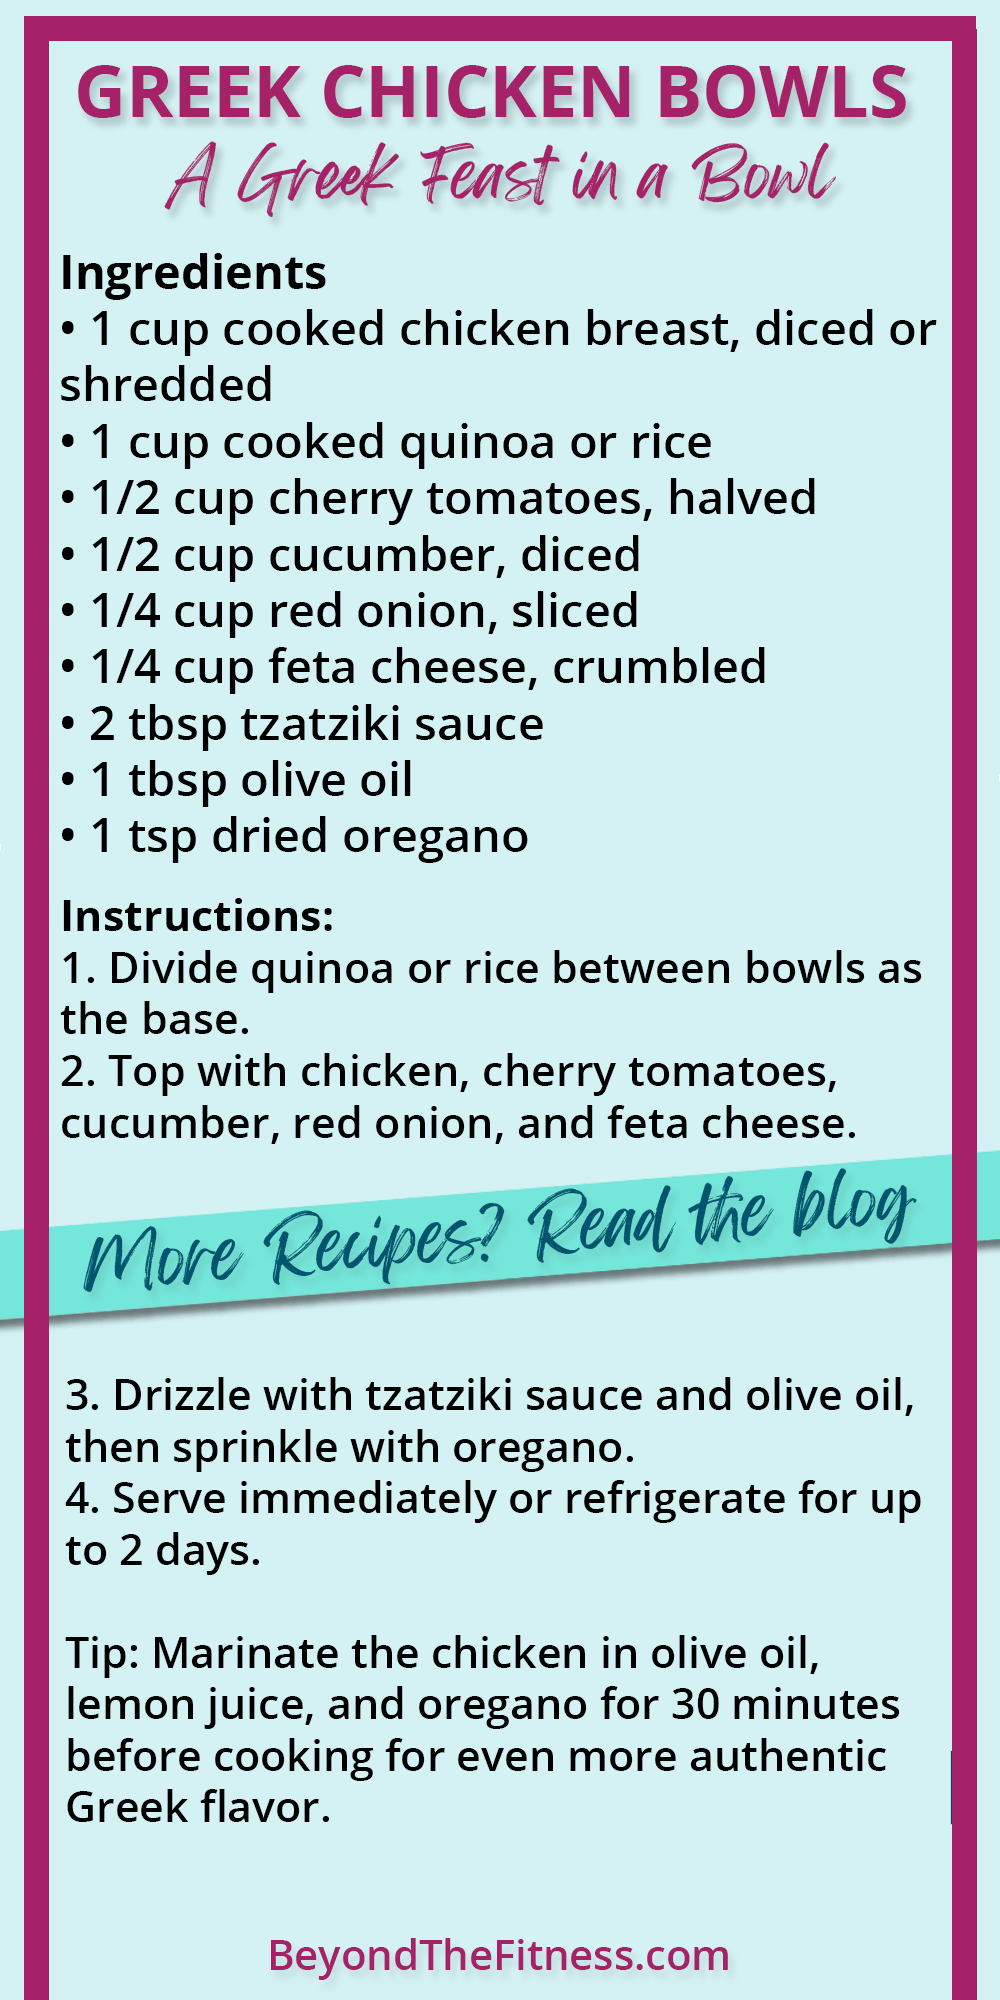 GREEK CHICKEN BOWLS
A Greek Feast in a Bowl
Ingredients
• 1 cup cooked chicken breast, diced or
shredded
• 1 cup cooked quinoa or rice
• 1/2 cup cherry tomatoes, halved
• 1/2 cup cucumber, diced
• 1/4 cup red onion, sliced
• 1/4 cup feta cheese, crumbled
• 2 tbsp tzatziki sauce
• 1 tbsp olive oil
• 1 tsp dried oregano
Instructions:
1. Divide quinoa or rice between bowls as
the base.
2. Top with chicken, cherry tomatoes,
cucumber, red onion, and feta cheese.
More Recipes? Read the blog
3. Drizzle with tzatziki sauce and olive oil,
then sprinkle with oregano.
4. Serve immediately or refrigerate for up
to 2 days.
Tip: Marinate the chicken in olive oil,
lemon juice, and oregano for 30 minutes
before cooking for even more authentic
Greek flavor.
BeyondTheFitness.com